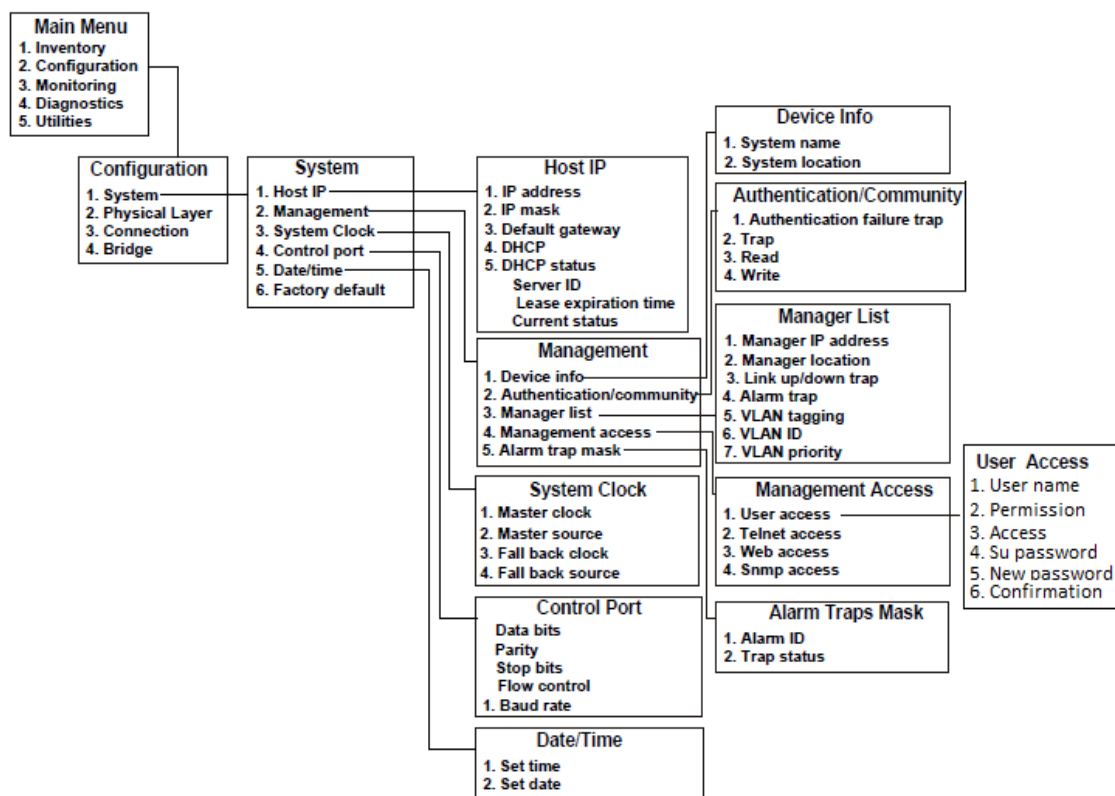 Main Menu
1. Inventory
2. Configuration
3. Monitoring
4. Diagnostics
5. Utilities
Configuration
1. System
2. Physical Layer
3. Connection
4. Bridge
System
1. Host IP
2. Management
3. System Clock
4. Control port
5. Date/time
6. Factory default
Host IP
1. IP address
2. IP mask
3. Default gateway
4. DHCP
5. DHCP status
Server ID
Lease expiration time
Current status
Management
1. Device info
2. Authentication/community
3. Manager list
4. Management access
5. Alarm trap mask
System Clock
1. Master clock
2. Master source
3. Fall back clock
4. Fall back source
Control Port
Data bits
Parity
Stop bits
Flow control
1. Baud rate
Date/Time
1. Set time
2. Set date
Device Info
1. System name
2. System location
Authentication/Community
1. Authentication failure trap
2. Trap
3. Read
4. Write
Manager List
1. Manager IP address
2. Manager location
3. Link up/down trap
4. Alarm trap
5. VLAN tagging
6. VLAN ID
7. VLAN priority
Management Access
1. User access
2. Telnet access
3. Web access
4. Snmp access
Alarm Traps Mask
1. Alarm ID
2. Trap status
User Access
1. User name
2. Permission
3. Access
4. Su password
5. New password
6. Confirmation